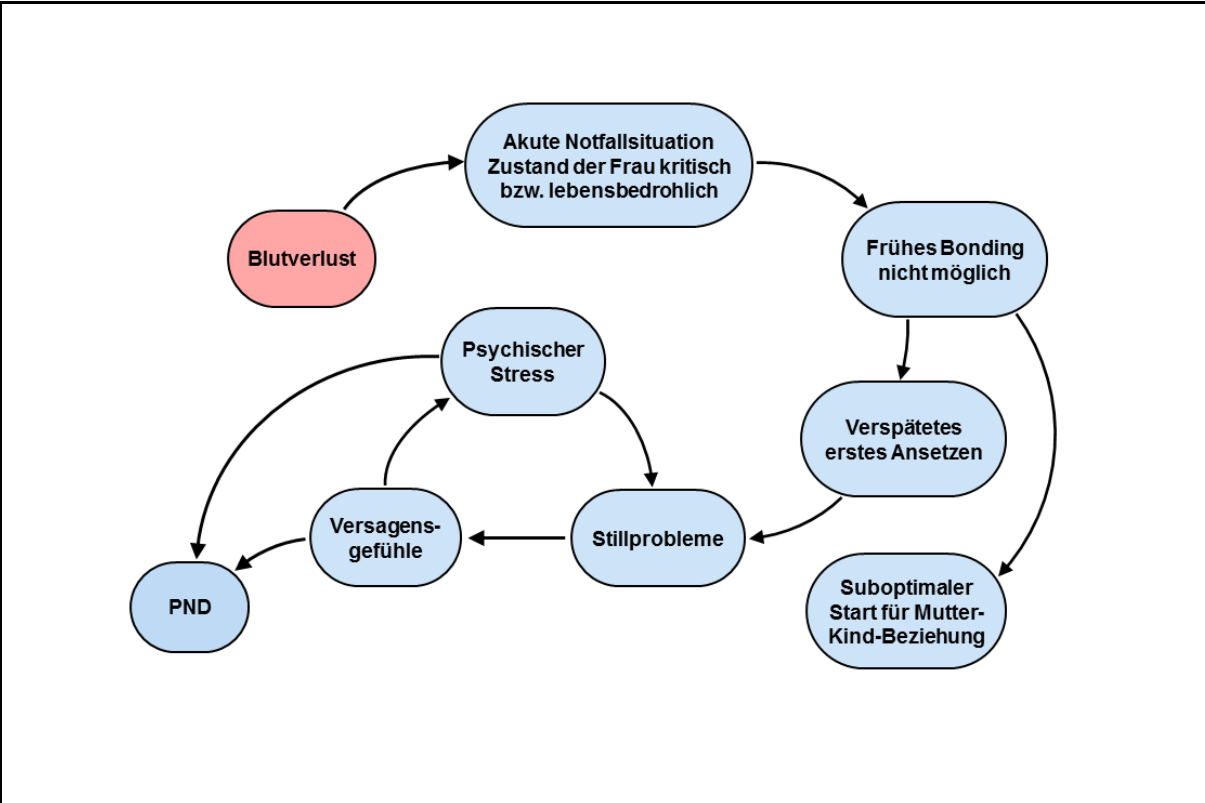 Akute Notfallsituation
Zustand der Frau kritisch
bzw. lebensbedrohlich
Blutverlust
Frühes Bonding
nicht möglich
Psychischer
Stress
Verspätetes
erstes Ansetzen
Versagens-
gefühle
Stillprobleme
PND
Suboptimaler
Start für Mutter-
Kind-Beziehung